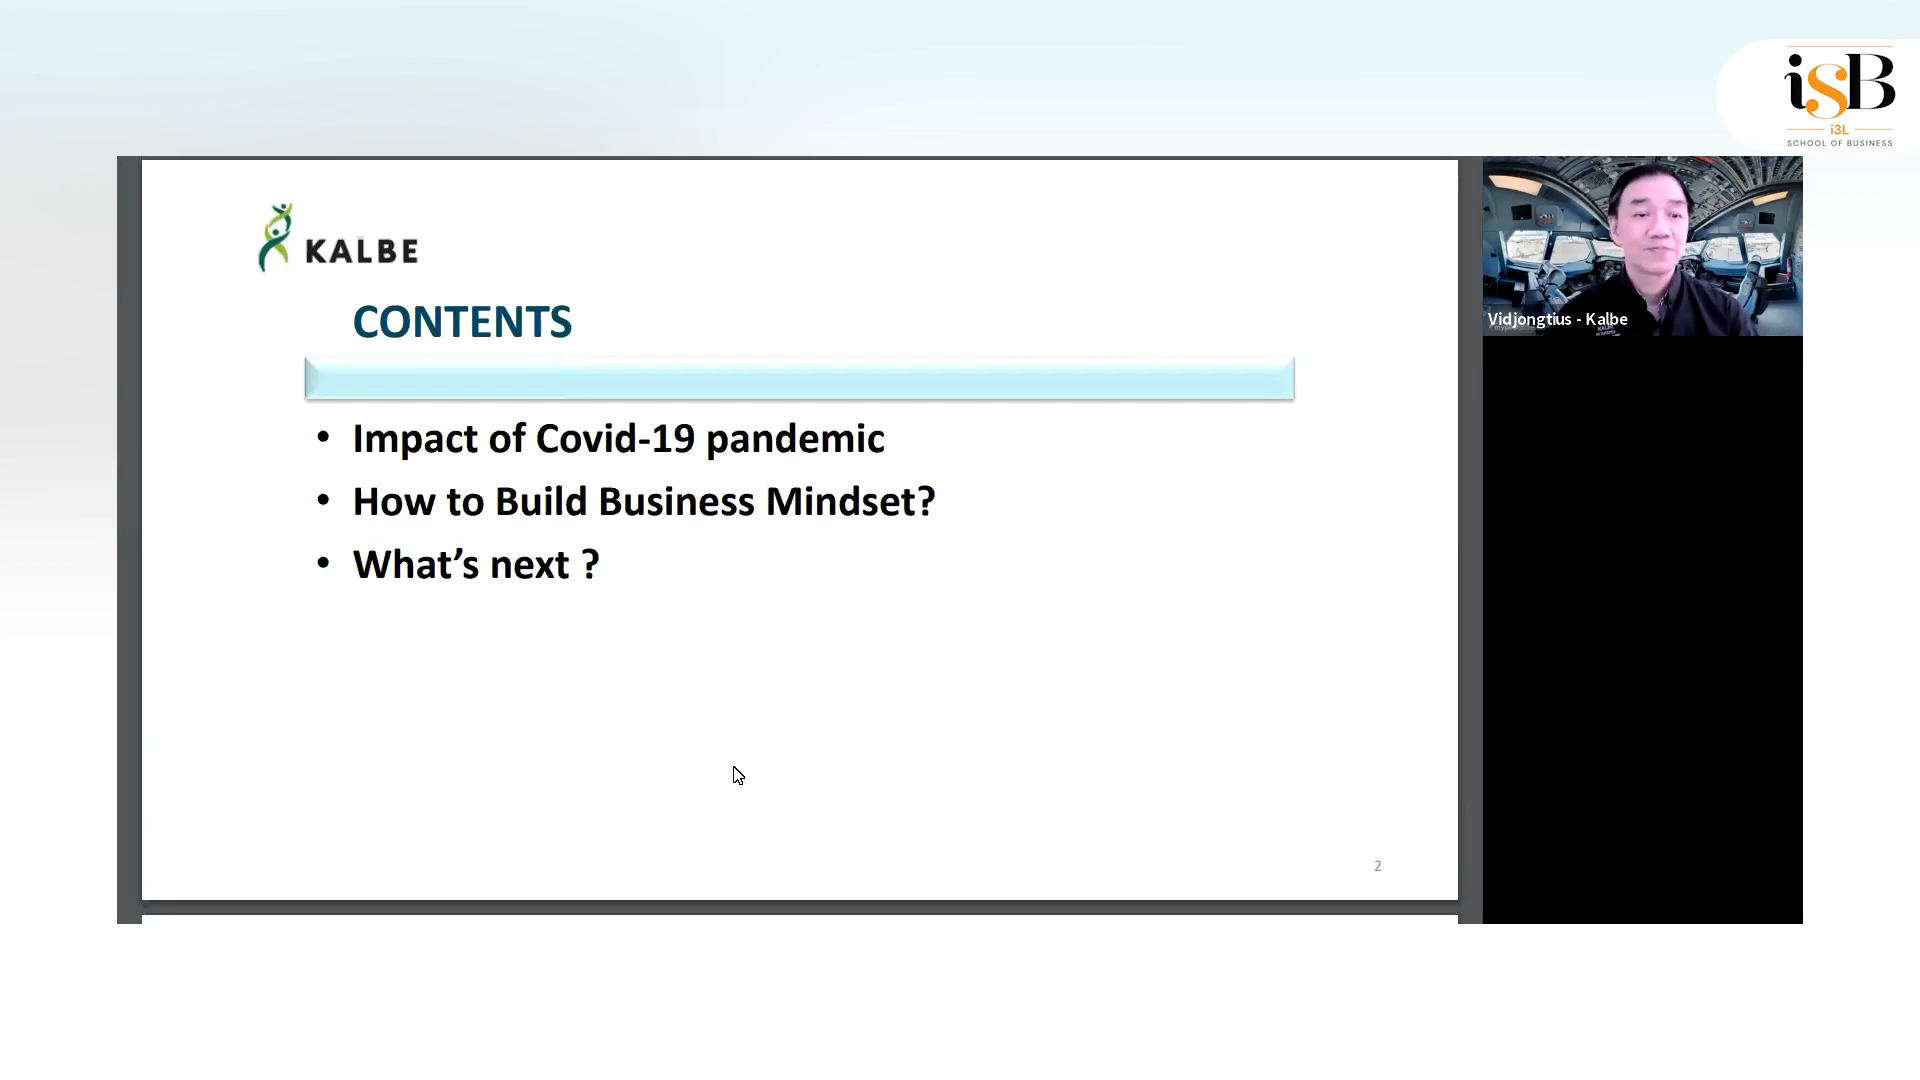 isB
i3L
SCHOOL OF BUSINESS
KALBE
CONTENTS
• Impact of Covid-19 pandemic
• How to Build Business Mindset?
• What’s next ?
2
Vidjongtius - Kalbe